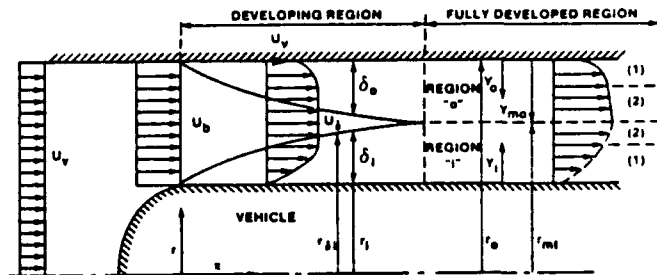 DEVELOPING REGION
FULLY DEVELOPED REGION
U_v
U_v
U_b
U_δ
δ_o
δ_i
REGION
"o"
REGION
"i"
Y_o
Y_mo
Y_i
(1)
(2)
(2)
(1)
VEHICLE
r
x
r_δi
r_i
r_o
r_mi